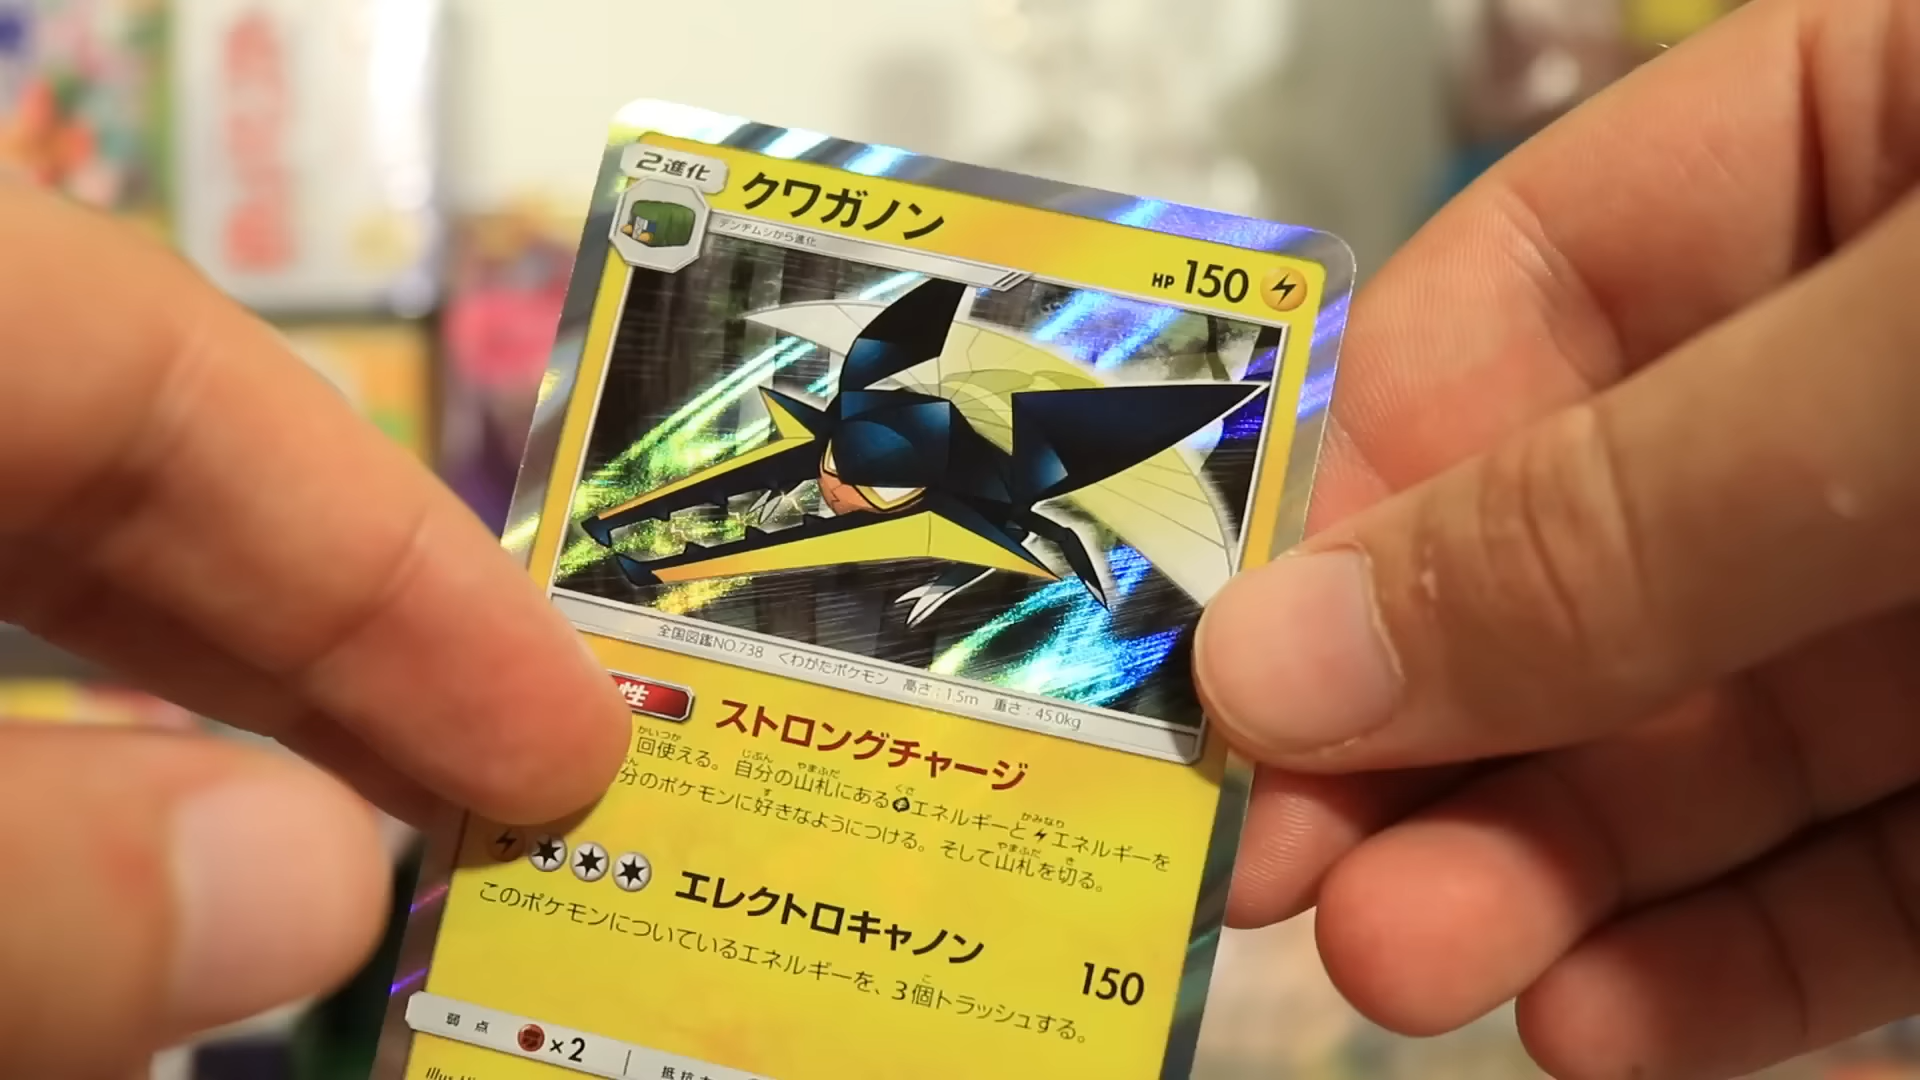 2進化
クワガノン
デンヂムシから進化
HP 150
全国図鑑NO.738 くわがたポケモン 高さ:1.5m 重さ:45.0kg
性
ストロングチャージ
回使える。自分の山札にあるエネルギーとエネルギーを
分のポケモンに好きなようにつける。そして山札を切る。
エレクトロキャノン
150
このポケモンについているエネルギーを、3個トラッシュする。
弱点
×2
抵抗
Illus.